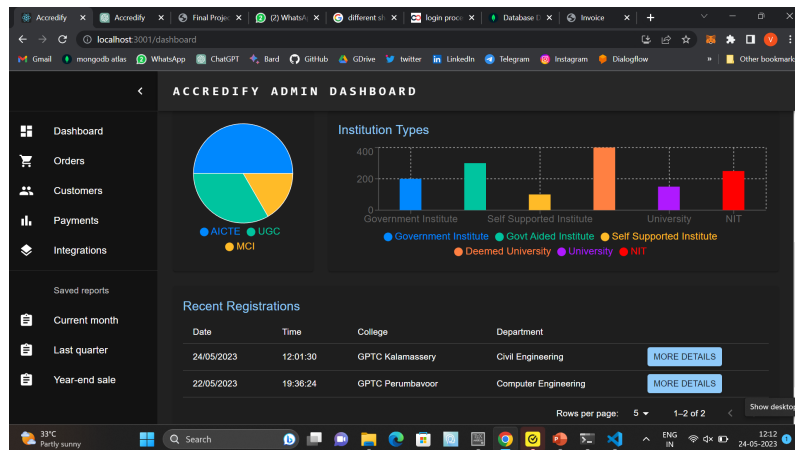 Accredify
Accredify
Final Projec
(2) WhatsA
different sh
login proce
Database D
Invoice
localhost:3001/dashboard
Gmail
mongodb atlas
WhatsApp
ChatGPT
Bard
GitHub
GDrive
twitter
LinkedIn
Telegram
Instagram
Dialogflow
Other bookmark
ACCREDIFY ADMIN DASHBOARD
Dashboard
Orders
Customers
Payments
Integrations
Saved reports
Current month
Last quarter
Year-end sale
AICTE UGC
MCI
Institution Types
400
200
0
Government Institute Self Supported Institute University NIT
Government Institute Govt Aided Institute Self Supported Institute
Deemed University University NIT
Recent Registrations
Date Time College Department
24/05/2023 12:01:30 GPTC Kalamassery Civil Engineering MORE DETAILS
22/05/2023 19:36:24 GPTC Perumbavoor Computer Engineering MORE DETAILS
Rows per page: 5 1–2 of 2
Show desktop
33°C
Partly sunny
Search
ENG
IN
12:12
24-05-2023
1